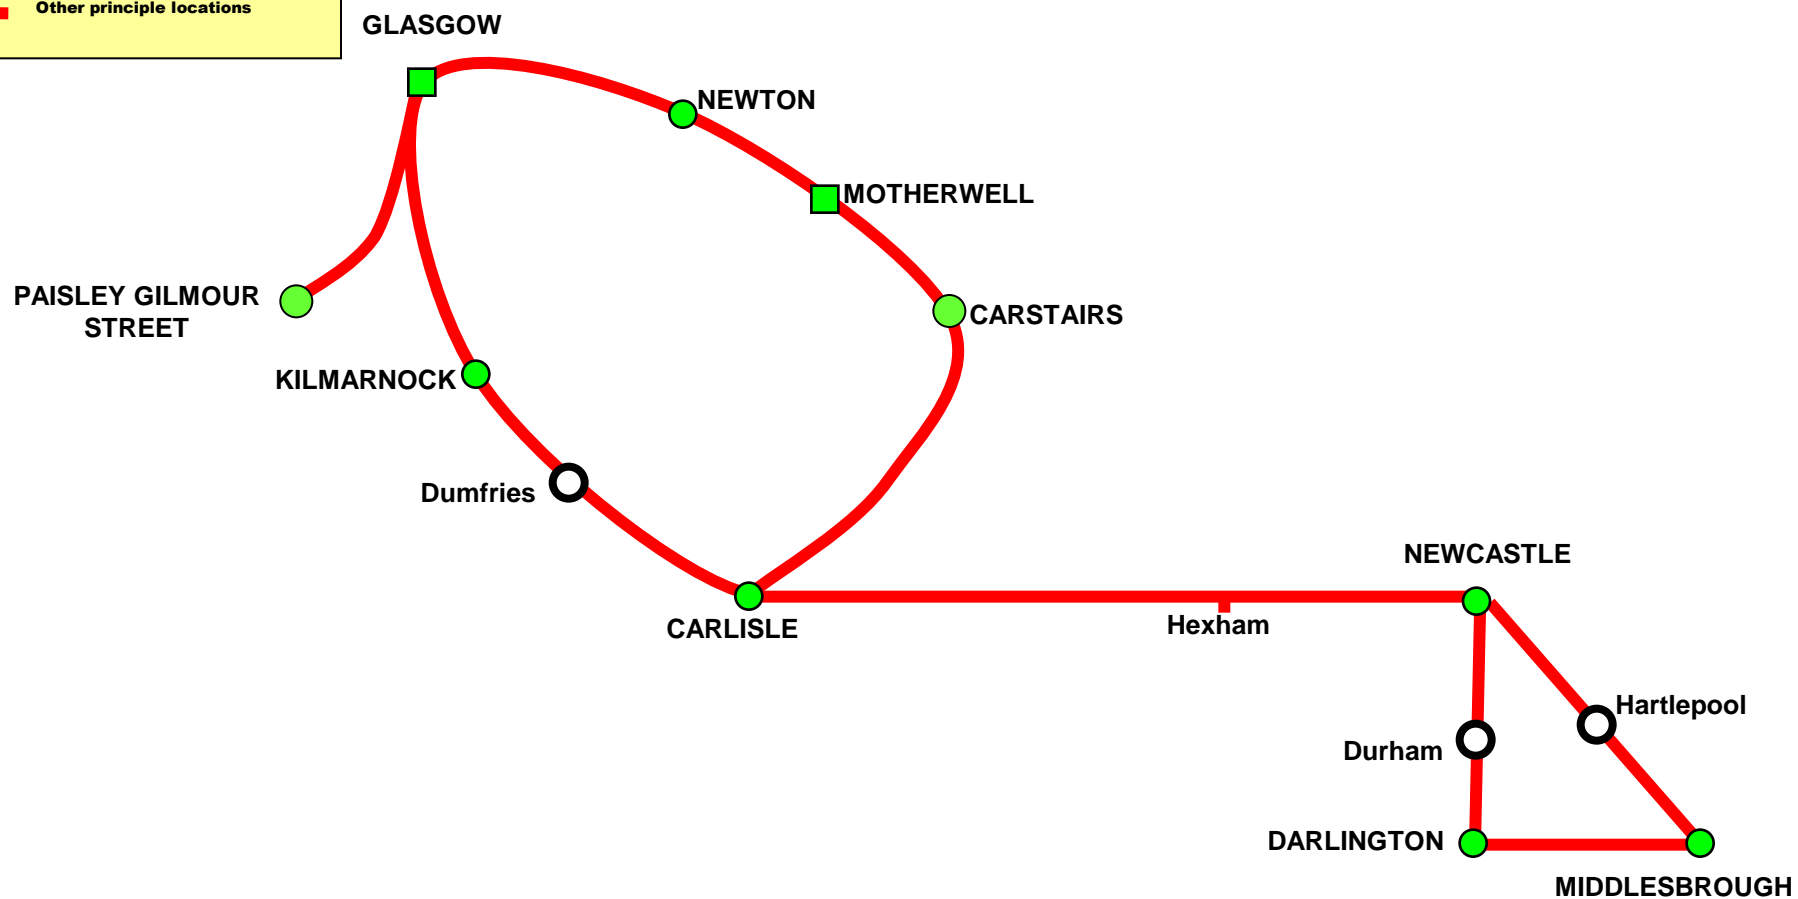 Other principle locations
GLASGOW
NEWTON
MOTHERWELL
PAISLEY GILMOUR
STREET
CARSTAIRS
KILMARNOCK
Dumfries
NEWCASTLE
CARLISLE
Hexham
Hartlepool
Durham
DARLINGTON
MIDDLESBROUGH